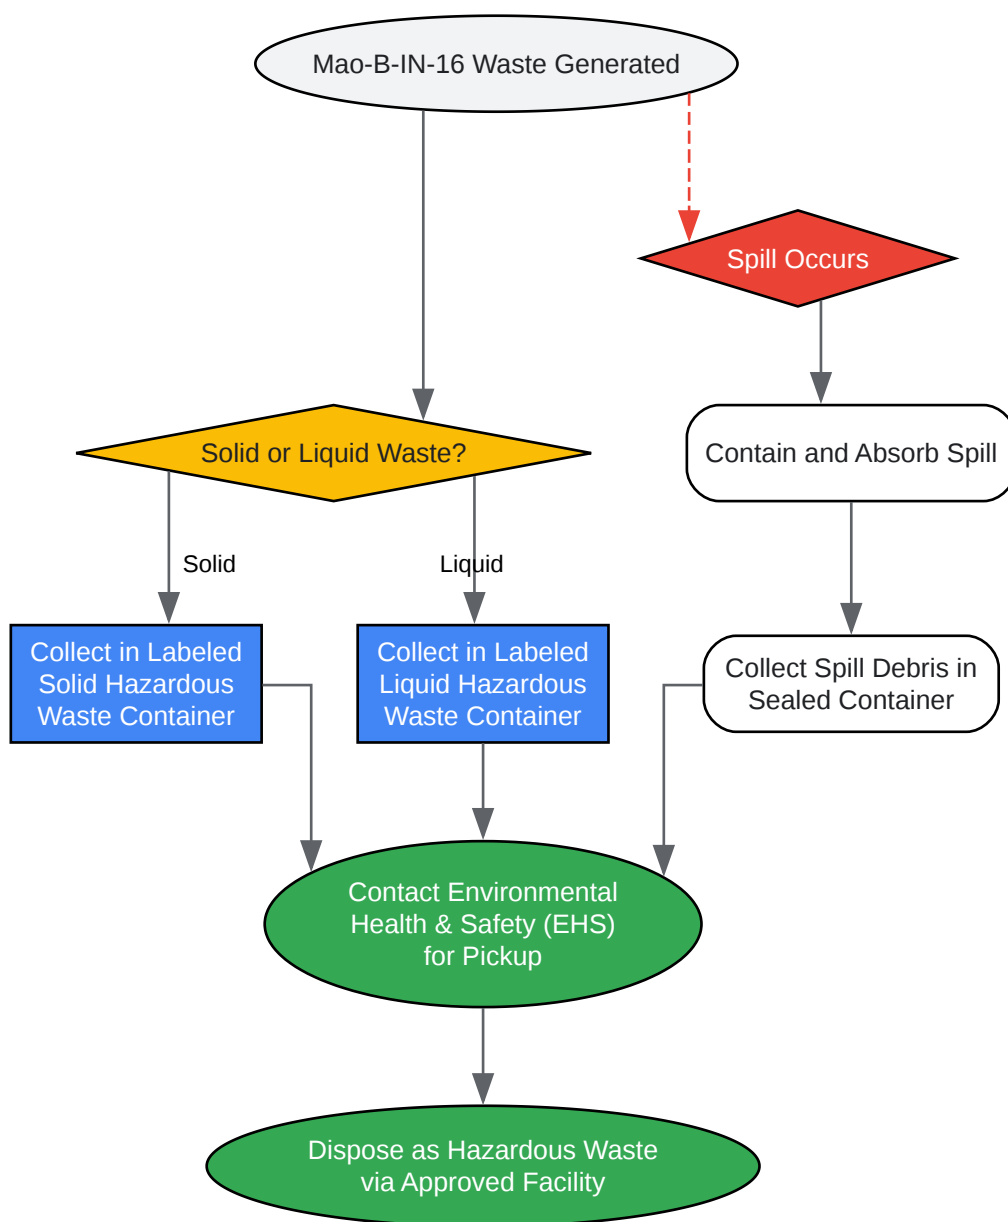 Mao-B-IN-16 Waste Generated
Spill Occurs
Solid or Liquid Waste?
Contain and Absorb Spill
Solid
Liquid
Collect in Labeled
Solid Hazardous
Waste Container
Collect in Labeled
Liquid Hazardous
Waste Container
Collect Spill Debris in
Sealed Container
Contact Environmental
Health & Safety (EHS)
for Pickup
Dispose as Hazardous Waste
via Approved Facility